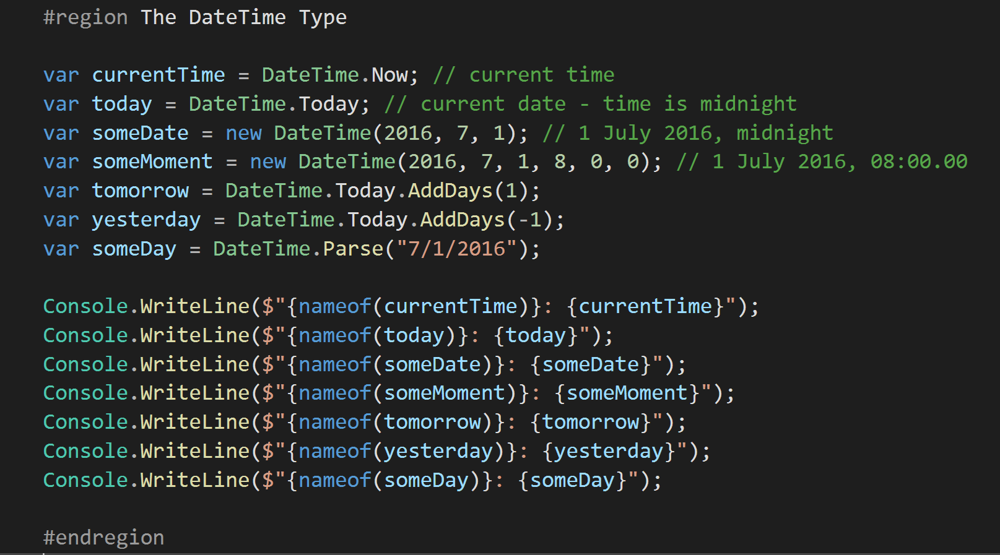 #region The DateTime Type
var currentTime = DateTime.Now; // current time
var today = DateTime.Today; // current date - time is midnight
var someDate = new DateTime(2016, 7, 1); // 1 July 2016, midnight
var someMoment = new DateTime(2016, 7, 1, 8, 0, 0); // 1 July 2016, 08:00.00
var tomorrow = DateTime.Today.AddDays(1);
var yesterday = DateTime.Today.AddDays(-1);
var someDay = DateTime.Parse("7/1/2016");
Console.WriteLine($"{nameof(currentTime)}: {currentTime}");
Console.WriteLine($"{nameof(today)}: {today}");
Console.WriteLine($"{nameof(someDate)}: {someDate}");
Console.WriteLine($"{nameof(someMoment)}: {someMoment}");
Console.WriteLine($"{nameof(tomorrow)}: {tomorrow}");
Console.WriteLine($"{nameof(yesterday)}: {yesterday}");
Console.WriteLine($"{nameof(someDay)}: {someDay}");
#endregion